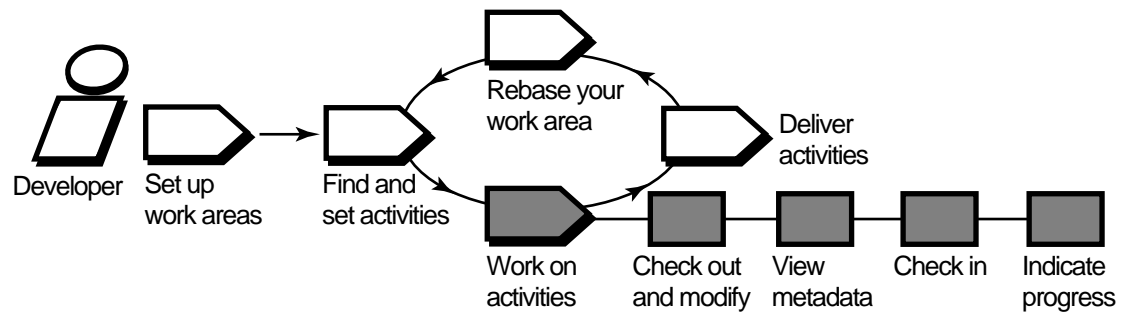 Rebase your
work area
Deliver
activities
Developer
Set up
work areas
Find and
set activities
Work on
activities
Check out
and modify
View
metadata
Check in
Indicate
progress